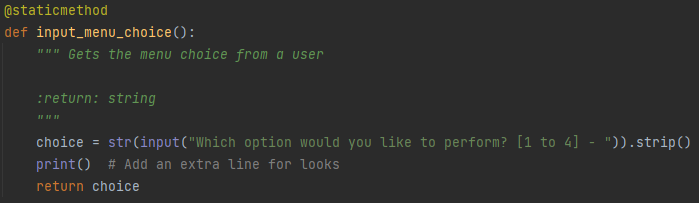 @staticmethod
def input_menu_choice():
""" Gets the menu choice from a user
:return: string
"""
choice = str(input("Which option would you like to perform? [1 to 4] - ")).strip()
print()  # Add an extra line for looks
return choice